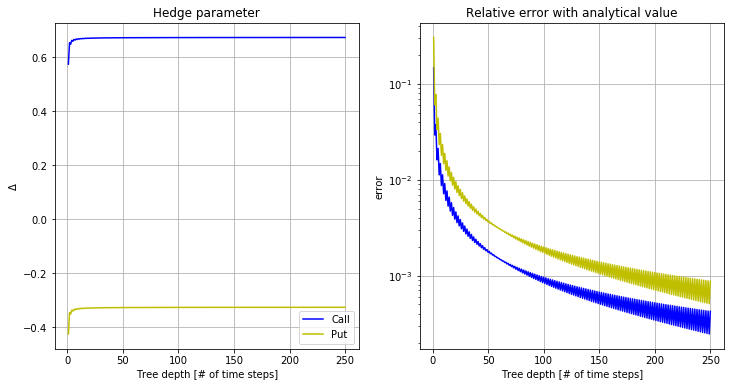 Hedge parameter
Δ
0.6
0.4
0.2
0.0
−0.2
−0.4
0
50
100
150
200
250
Tree depth [# of time steps]
Call
Put
Relative error with analytical value
error
10⁻¹
10⁻²
10⁻³
0
50
100
150
200
250
Tree depth [# of time steps]